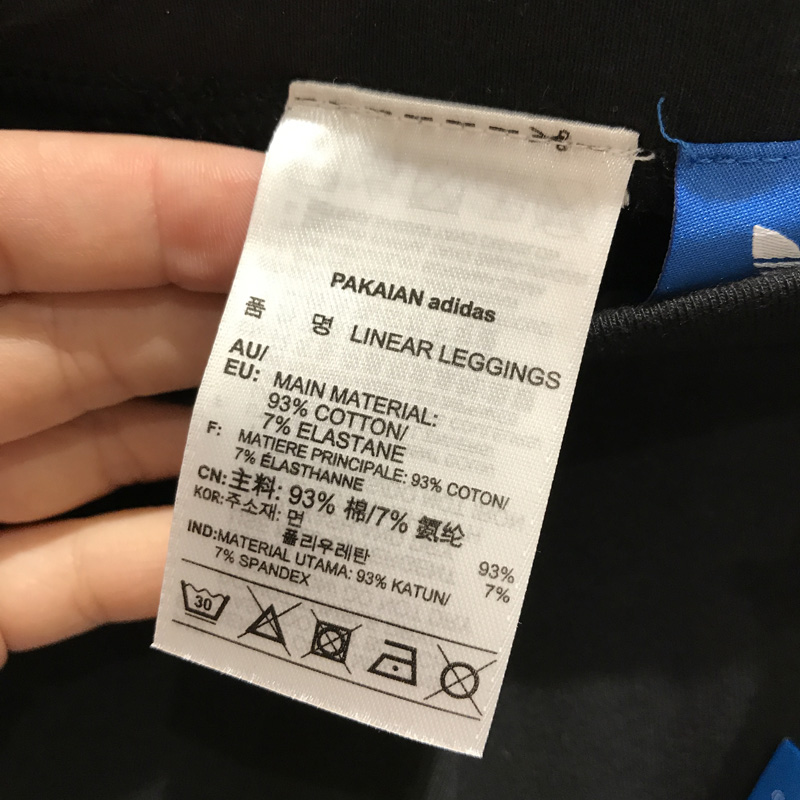 PAKAIAN adidas
품 명 LINEAR LEGGINGS
AU/
EU: MAIN MATERIAL:
93% COTTON/
7% ELASTANE
F: MATIERE PRINCIPALE: 93% COTON/
7% ÉLASTHANNE
CN: 主料: 93% 棉/7% 氨纶
KOR: 주소재: 면 93%
폴리우레탄 7%
IND:MATERIAL UTAMA: 93% KATUN/
7% SPANDEX
30